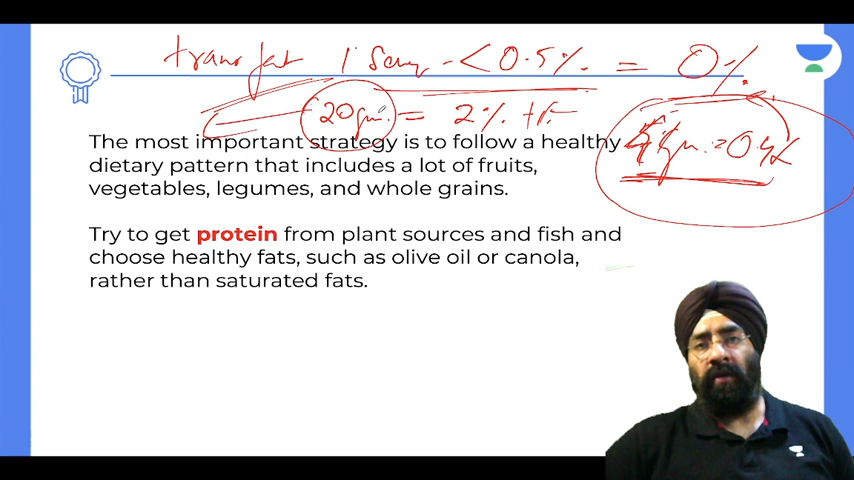 trans fat 1 Serv - < 0.5% = 0%
20gm. = 2% tf
gm. = 0.4%
The most important strategy is to follow a healthy
dietary pattern that includes a lot of fruits,
vegetables, legumes, and whole grains.
Try to get protein from plant sources and fish and
choose healthy fats, such as olive oil or canola,
rather than saturated fats.